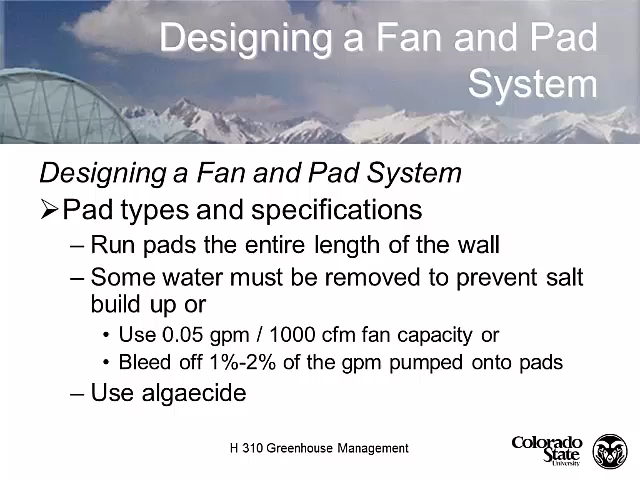 Designing a Fan and Pad
System
Designing a Fan and Pad System
➢Pad types and specifications
– Run pads the entire length of the wall
– Some water must be removed to prevent salt
build up or
• Use 0.05 gpm / 1000 cfm fan capacity or
• Bleed off 1%-2% of the gpm pumped onto pads
– Use algaecide
H 310 Greenhouse Management
Colorado
State
University